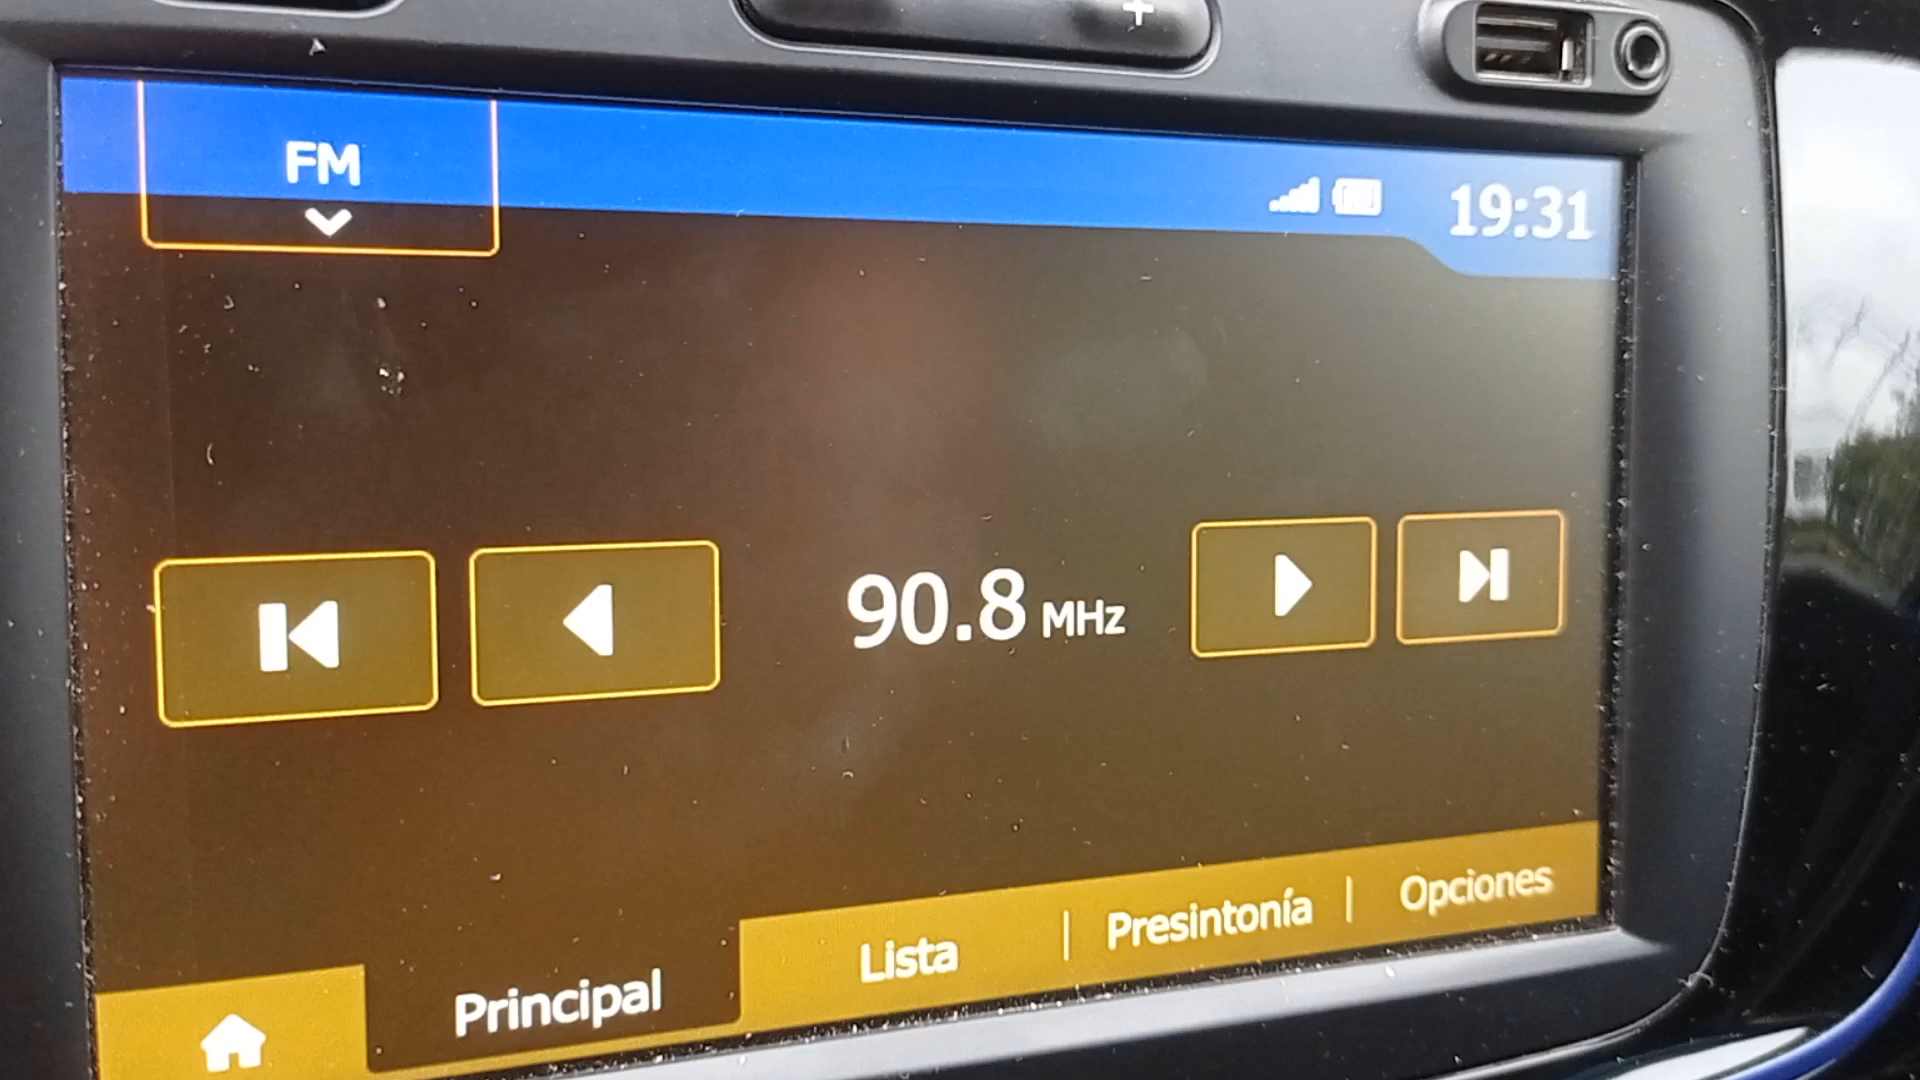 +
FM
19:31
90.8 MHz
Principal
Lista
Presintonía
Opciones